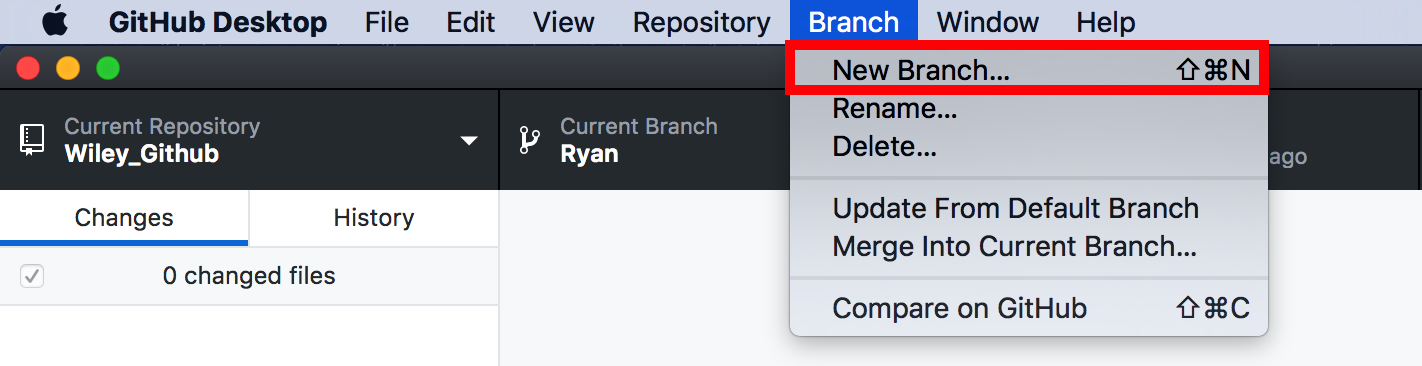 GitHub Desktop File Edit View Repository Branch Window Help
New Branch... ⇧⌘N
Rename...
Delete...
Update From Default Branch
Merge Into Current Branch...
Compare on GitHub ⇧⌘C
Current Repository
Wiley_Github
Current Branch
Ryan
ago
Changes History
0 changed files